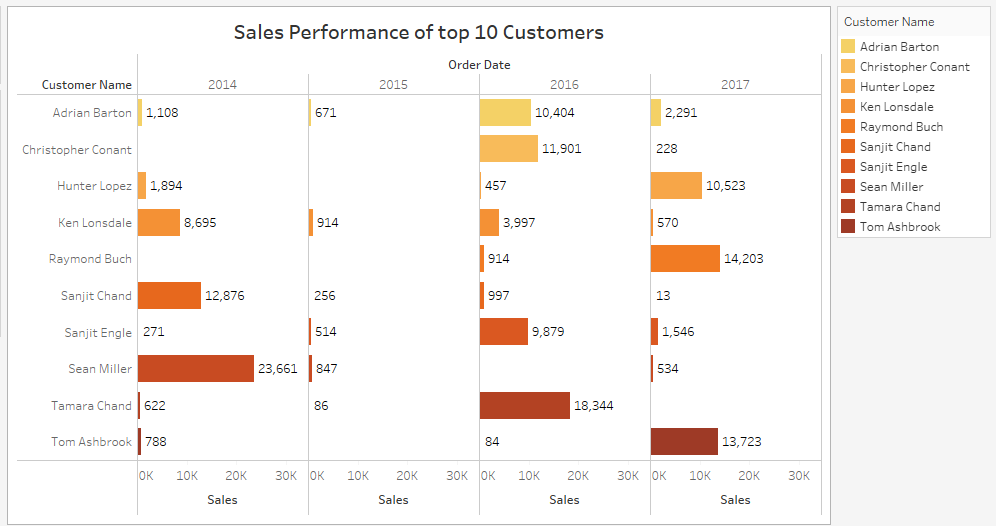 Sales Performance of top 10 Customers
Order Date
Customer Name 2014 2015 2016 2017
Adrian Barton 1,108 671 10,404 2,291
Christopher Conant 11,901 228
Hunter Lopez 1,894 457 10,523
Ken Lonsdale 8,695 914 3,997 570
Raymond Buch 914 14,203
Sanjit Chand 12,876 256 997 13
Sanjit Engle 271 514 9,879 1,546
Sean Miller 23,661 847 534
Tamara Chand 622 86 18,344
Tom Ashbrook 788 84 13,723
0K 10K 20K 30K 0K 10K 20K 30K 0K 10K 20K 30K 0K 10K 20K 30K
Sales Sales Sales Sales
Customer Name
Adrian Barton
Christopher Conant
Hunter Lopez
Ken Lonsdale
Raymond Buch
Sanjit Chand
Sanjit Engle
Sean Miller
Tamara Chand
Tom Ashbrook